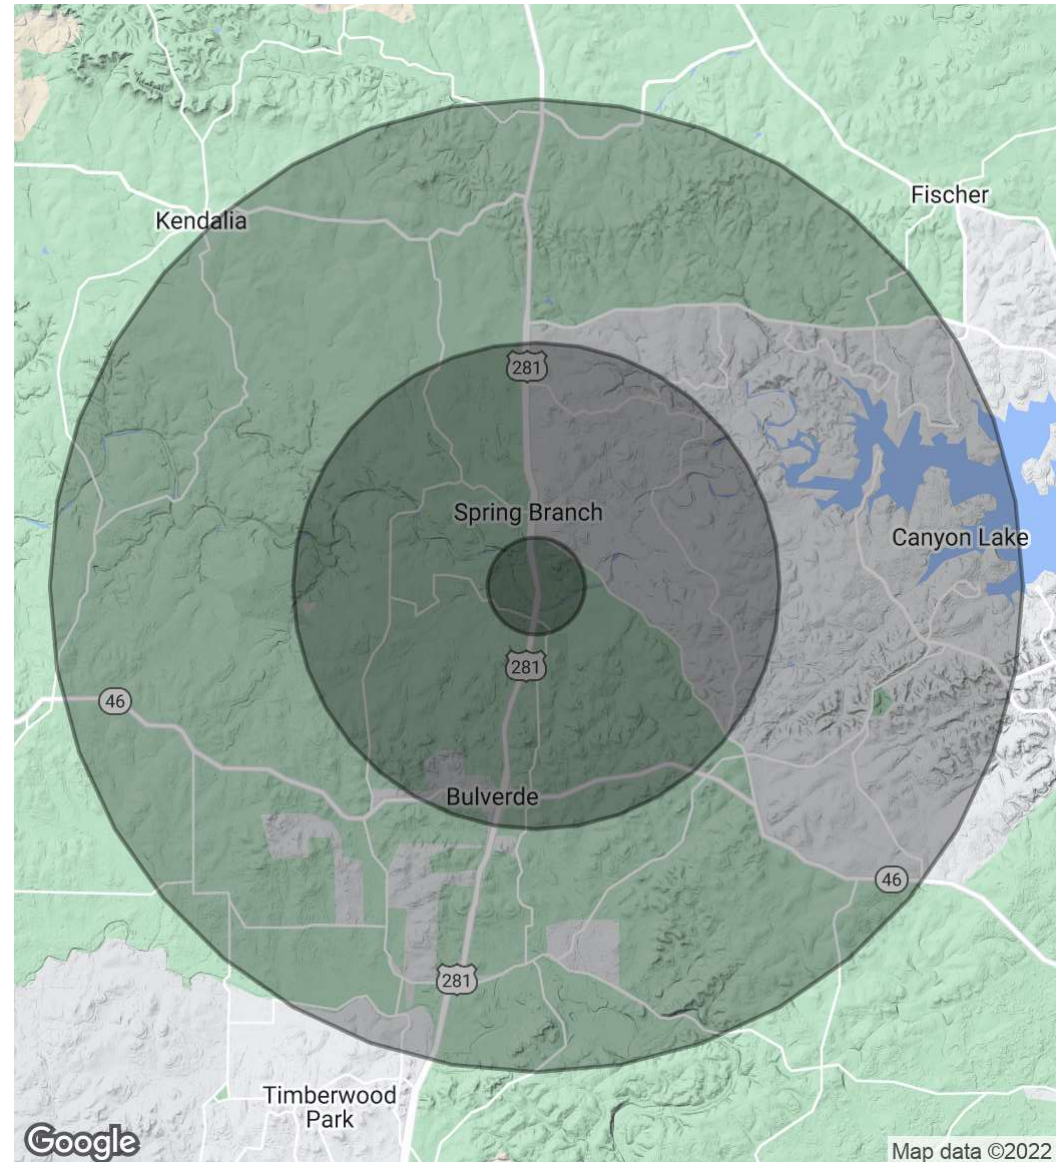 Fischer
Kendalia
281
Spring Branch
Canyon Lake
281
46
Bulverde
46
281
Timberwood
Park
Google
Map data ©2022